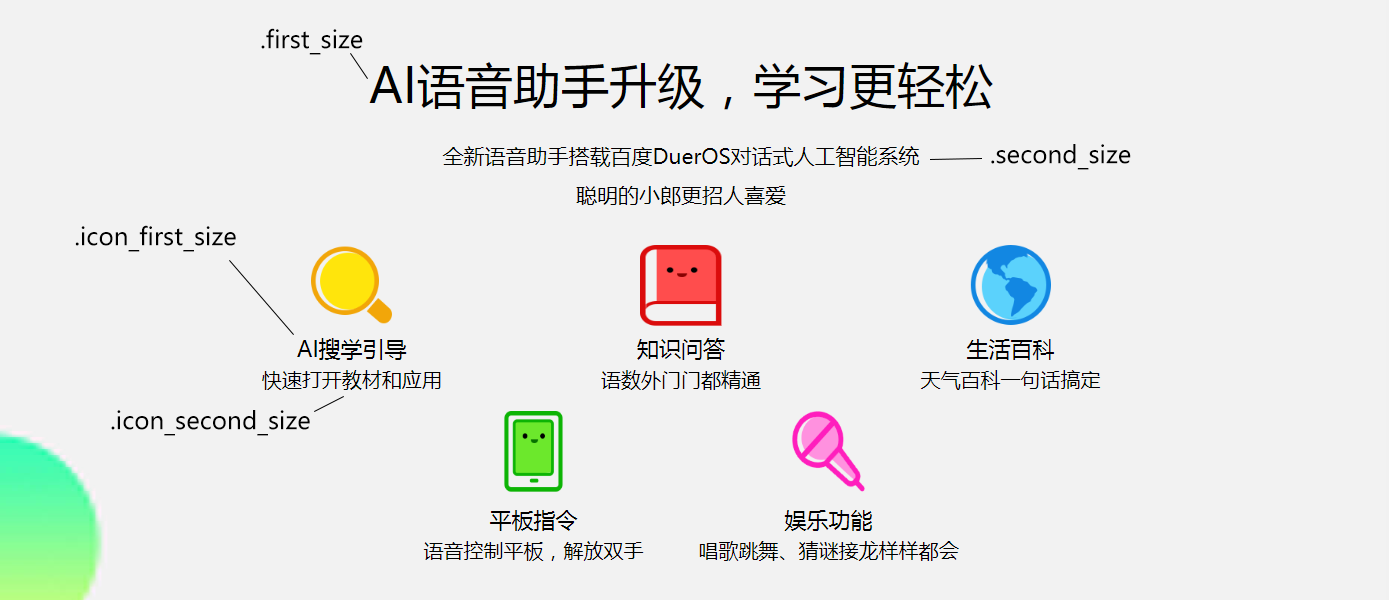 .first_size
AI语音助手升级，学习更轻松
全新语音助手搭载百度DuerOS对话式人工智能系统
.second_size
聪明的小郎更招人喜爱
.icon_first_size
AI搜学引导
知识问答
生活百科
快速打开教材和应用
语数外门门都精通
天气百科一句话搞定
.icon_second_size
平板指令
娱乐功能
语音控制平板，解放双手
唱歌跳舞、猜谜接龙样样都会